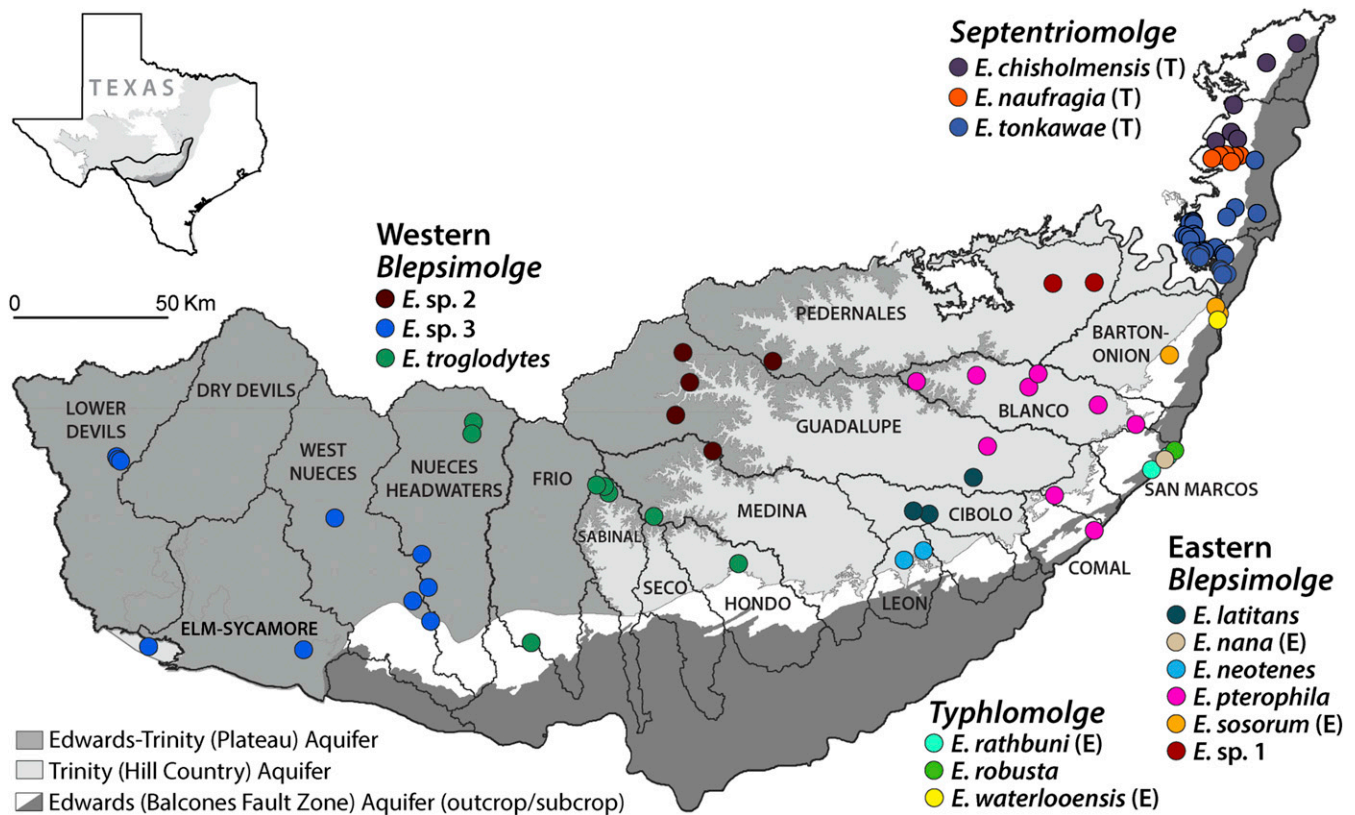 TEXAS
0 50 Km
Septentriomolge
E. chisholmensis (T)
E. naufragia (T)
E. tonkawae (T)
Western
Blepsimolge
E. sp. 2
E. sp. 3
E. troglodytes
PEDERNALES
BARTON-
ONION
DRY DEVILS
LOWER
DEVILS
WEST
NUECES
NUECES
HEADWATERS
FRIO
GUADALUPE
BLANCO
SABINAL
MEDINA
CIBOLO
SAN MARCOS
SECO
HONDO
LEON
COMAL
ELM-SYCAMORE
Eastern
Blepsimolge
E. latitans
E. nana (E)
E. neotenes
E. pterophila
E. sosorum (E)
E. sp. 1
Typhlomolge
E. rathbuni (E)
E. robusta
E. waterlooensis (E)
Edwards-Trinity (Plateau) Aquifer
Trinity (Hill Country) Aquifer
Edwards (Balcones Fault Zone) Aquifer (outcrop/subcrop)